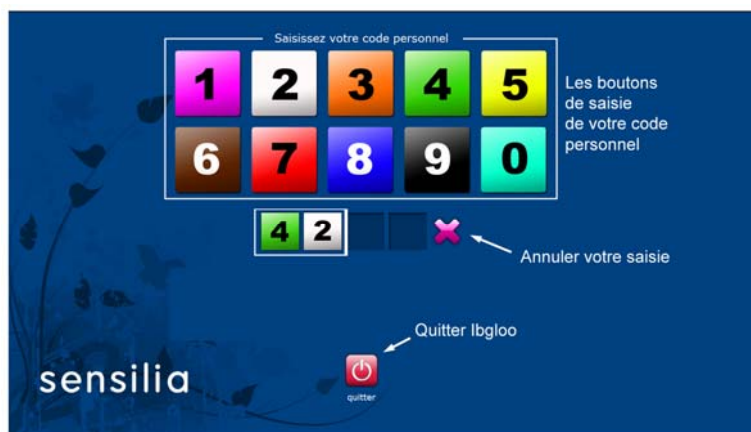 Saisissez votre code personnel
1 2 3 4 5
6 7 8 9 0
Les boutons
de saisie
de votre code
personnel
4 2
Annuler votre saisie
Quitter Ibgloo
sensilia
quitter